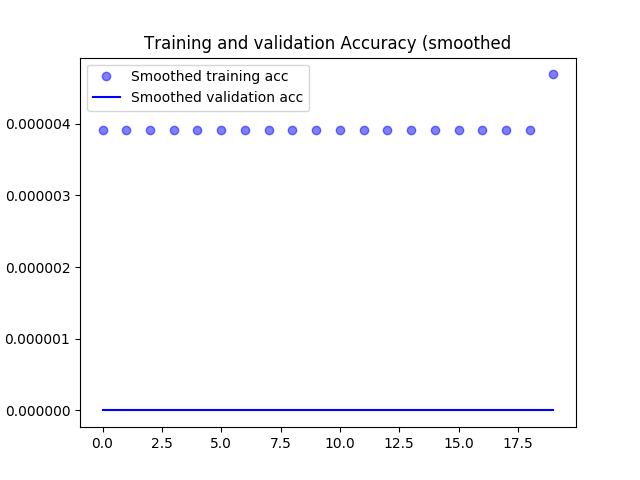 Training and validation Accuracy (smoothed
Smoothed training acc
Smoothed validation acc
0.000004
0.000003
0.000002
0.000001
0.000000
0.0 2.5 5.0 7.5 10.0 12.5 15.0 17.5